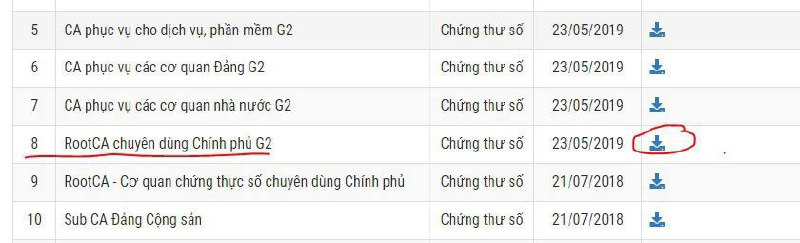 5 CA phục vụ cho dịch vụ, phần mềm G2 Chứng thư số 23/05/2019
6 CA phục vụ các cơ quan Đảng G2 Chứng thư số 23/05/2019
7 CA phục vụ các cơ quan nhà nước G2 Chứng thư số 23/05/2019
8 RootCA chuyên dùng Chính phủ G2 Chứng thư số 23/05/2019
9 RootCA - Cơ quan chứng thực số chuyên dùng Chính phủ Chứng thư số 21/07/2018
10 Sub CA Đảng Cộng sản Chứng thư số 21/07/2018